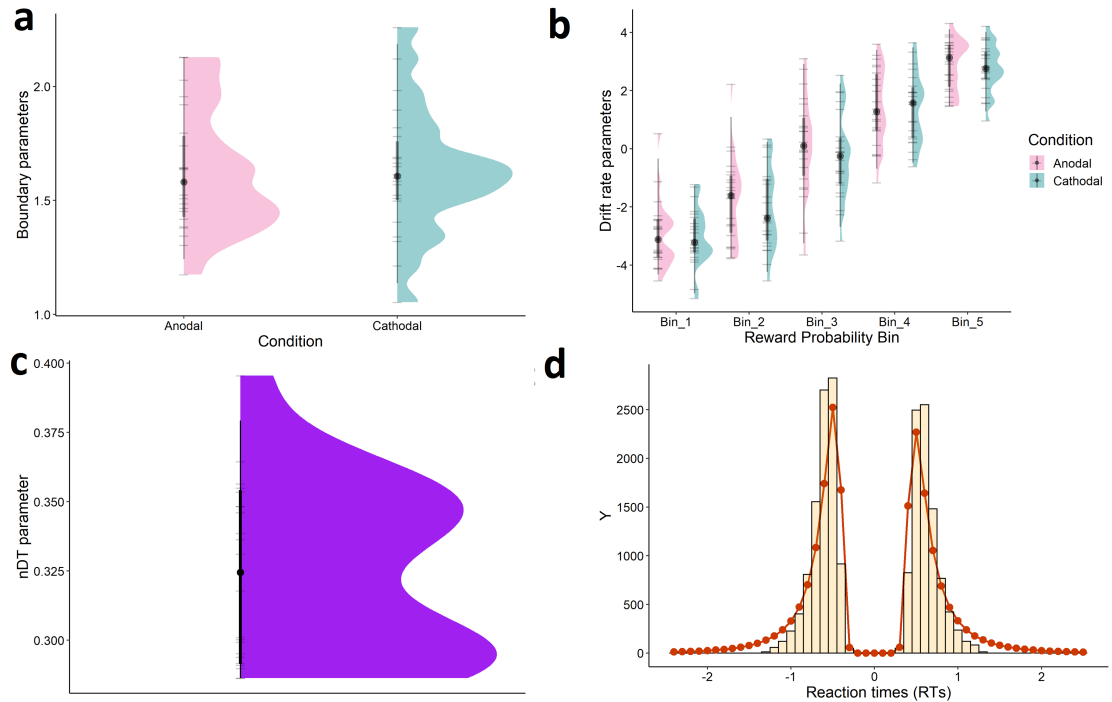 a
Boundary parameters
2.0
1.5
1.0
Anodal
Cathodal
Condition
b
Drift rate parameters
4
2
0
-2
-4
Bin_1
Bin_2
Bin_3
Bin_4
Bin_5
Reward Probability Bin
Condition
Anodal
Cathodal
c
nDT parameter
0.400
0.375
0.350
0.325
0.300
d
Y
2500
2000
1500
1000
500
0
-2
-1
0
1
2
Reaction times (RTs)